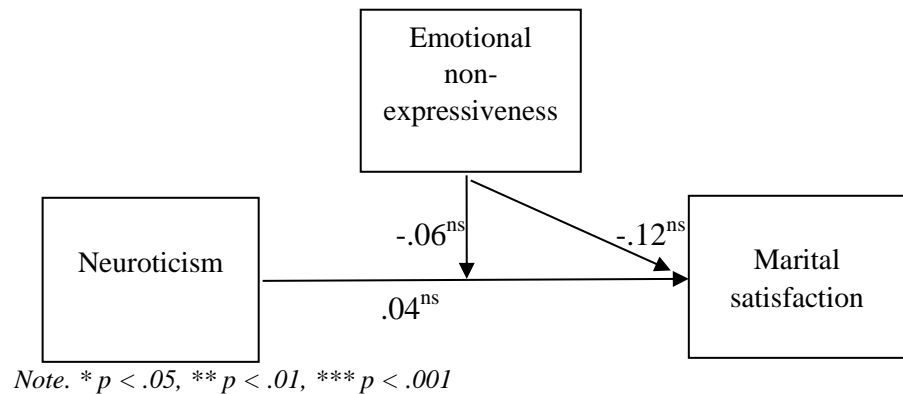 Emotional
non-
expressiveness
-.06ns
-.12ns
Neuroticism
Marital
satisfaction
.04ns
Note. * p < .05, ** p < .01, *** p < .001